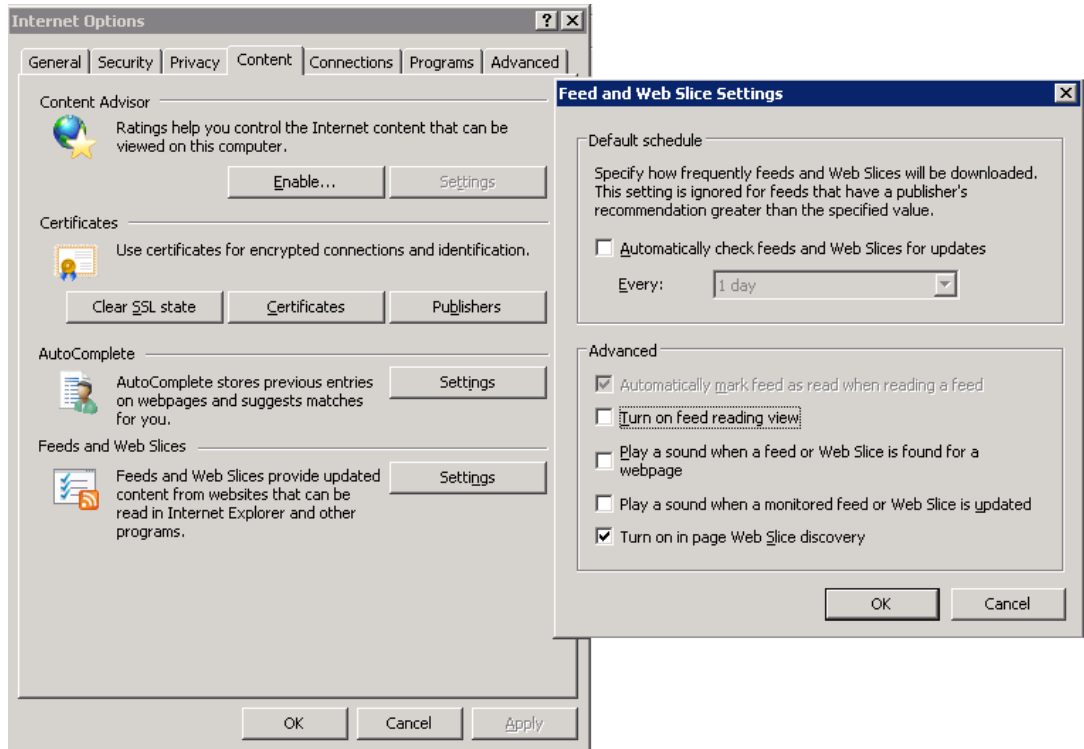 Internet Options
General Security Privacy Content Connections Programs Advanced
Content Advisor
Ratings help you control the Internet content that can be
viewed on this computer.
Enable... Settings
Certificates
Use certificates for encrypted connections and identification.
Clear SSL state Certificates Publishers
AutoComplete
AutoComplete stores previous entries
on webpages and suggests matches
for you.
Settings
Feeds and Web Slices
Feeds and Web Slices provide updated
content from websites that can be
read in Internet Explorer and other
programs.
Settings
OK Cancel Apply
Feed and Web Slice Settings
Default schedule
Specify how frequently feeds and Web Slices will be downloaded.
This setting is ignored for feeds that have a publisher's
recommendation greater than the specified value.
Automatically check feeds and Web Slices for updates
Every: 1 day
Advanced
Automatically mark feed as read when reading a feed
Turn on feed reading view
Play a sound when a feed or Web Slice is found for a
webpage
Play a sound when a monitored feed or Web Slice is updated
Turn on in page Web Slice discovery
OK Cancel